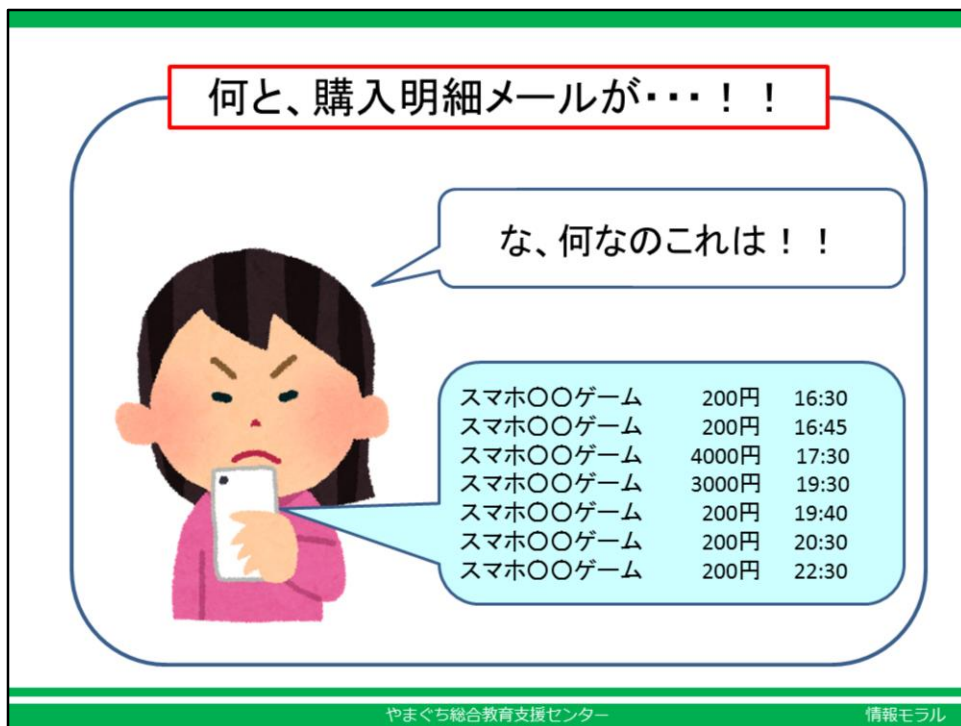 何と、購入明細メールが・・・！！
な、何なのこれは！！
スマホ〇〇ゲーム 200円 16:30
スマホ〇〇ゲーム 200円 16:45
スマホ〇〇ゲーム 4000円 17:30
スマホ〇〇ゲーム 3000円 19:30
スマホ〇〇ゲーム 200円 19:40
スマホ〇〇ゲーム 200円 20:30
スマホ〇〇ゲーム 200円 22:30
やまぐち総合教育支援センター
情報モラル